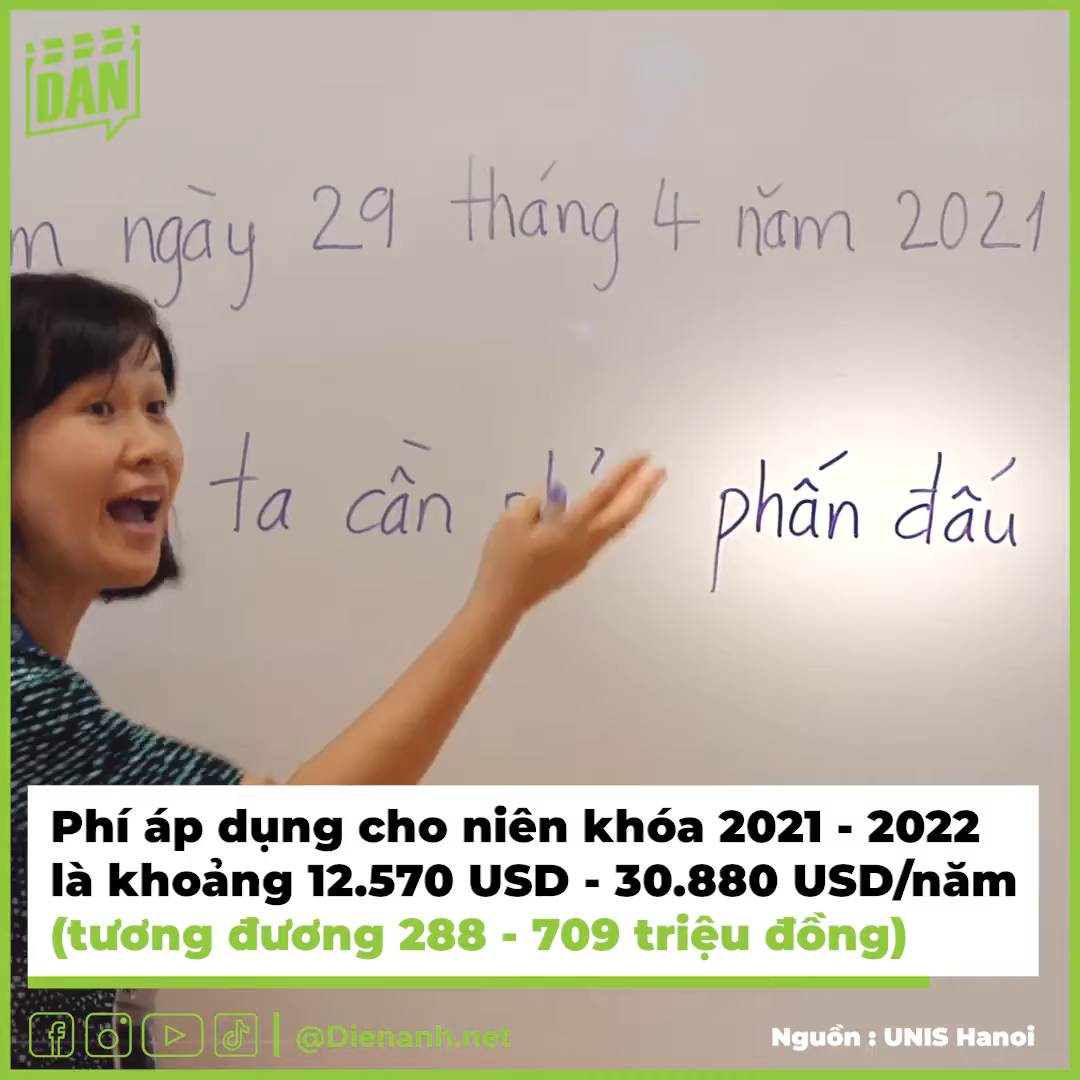 DAN
ngày 29 tháng 4 năm 2021
ta cần phấn đấu
Phí áp dụng cho niên khóa 2021 - 2022
là khoảng 12.570 USD - 30.880 USD/năm
(tương đương 288 - 709 triệu đồng)
@Dienanh.net
Nguồn : UNIS Hanoi